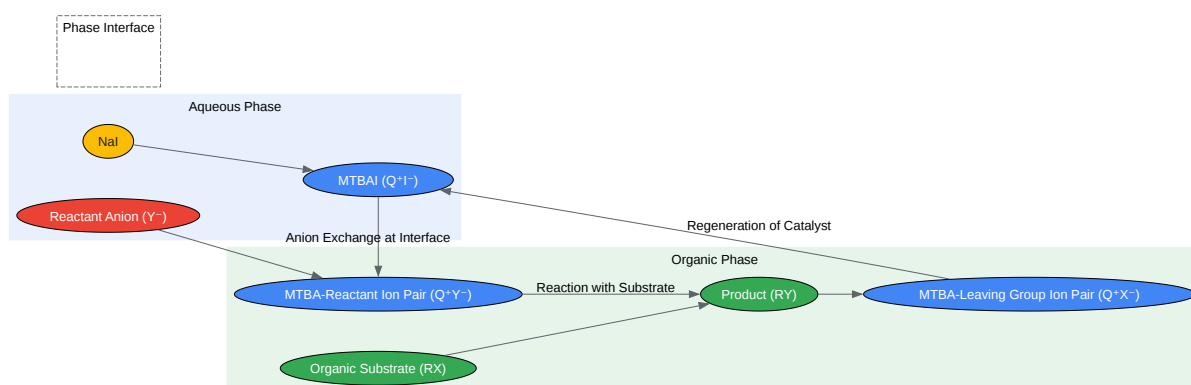 Phase Interface
Aqueous Phase
NaI
MTBAI (Q⁺I⁻)
Reactant Anion (Y⁻)
Regeneration of Catalyst
Anion Exchange at Interface
Organic Phase
MTBA-Reactant Ion Pair (Q⁺Y⁻)
Reaction with Substrate
Product (RY)
MTBA-Leaving Group Ion Pair (Q⁺X⁻)
Organic Substrate (RX)